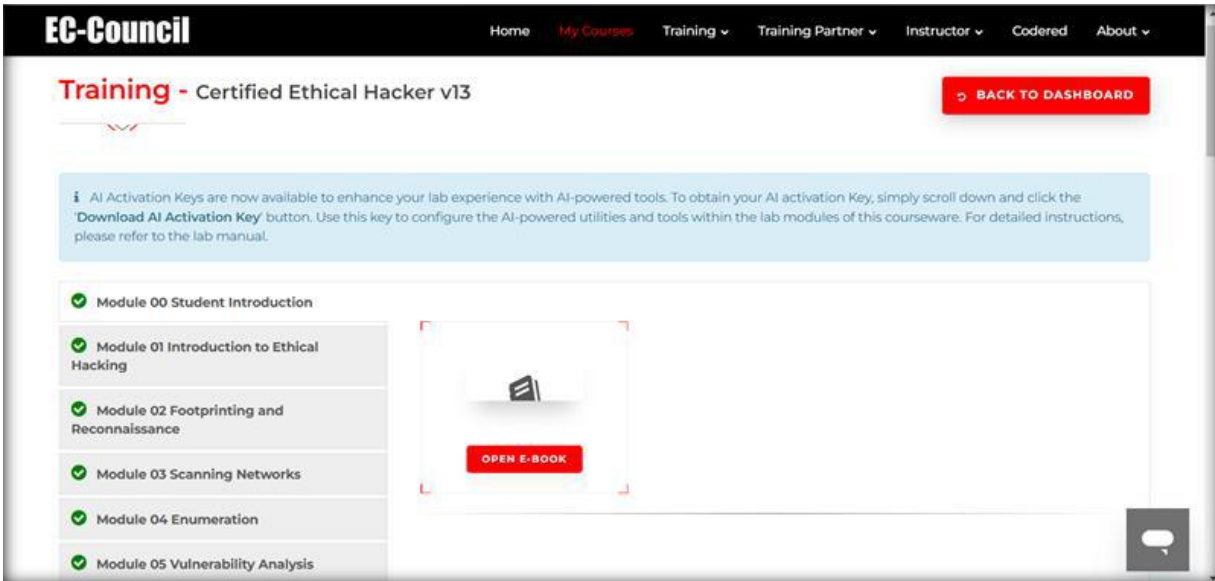 EC-Council
Home My Courses Training Training Partner Instructor Codered About
Training - Certified Ethical Hacker v13
BACK TO DASHBOARD
i AI Activation Keys are now available to enhance your lab experience with AI-powered tools. To obtain your AI activation Key, simply scroll down and click the
'Download AI Activation Key' button. Use this key to configure the AI-powered utilities and tools within the lab modules of this courseware. For detailed instructions,
please refer to the lab manual.
Module 00 Student Introduction
Module 01 Introduction to Ethical
Hacking
Module 02 Footprinting and
Reconnaissance
Module 03 Scanning Networks
Module 04 Enumeration
Module 05 Vulnerability Analysis
OPEN E-BOOK